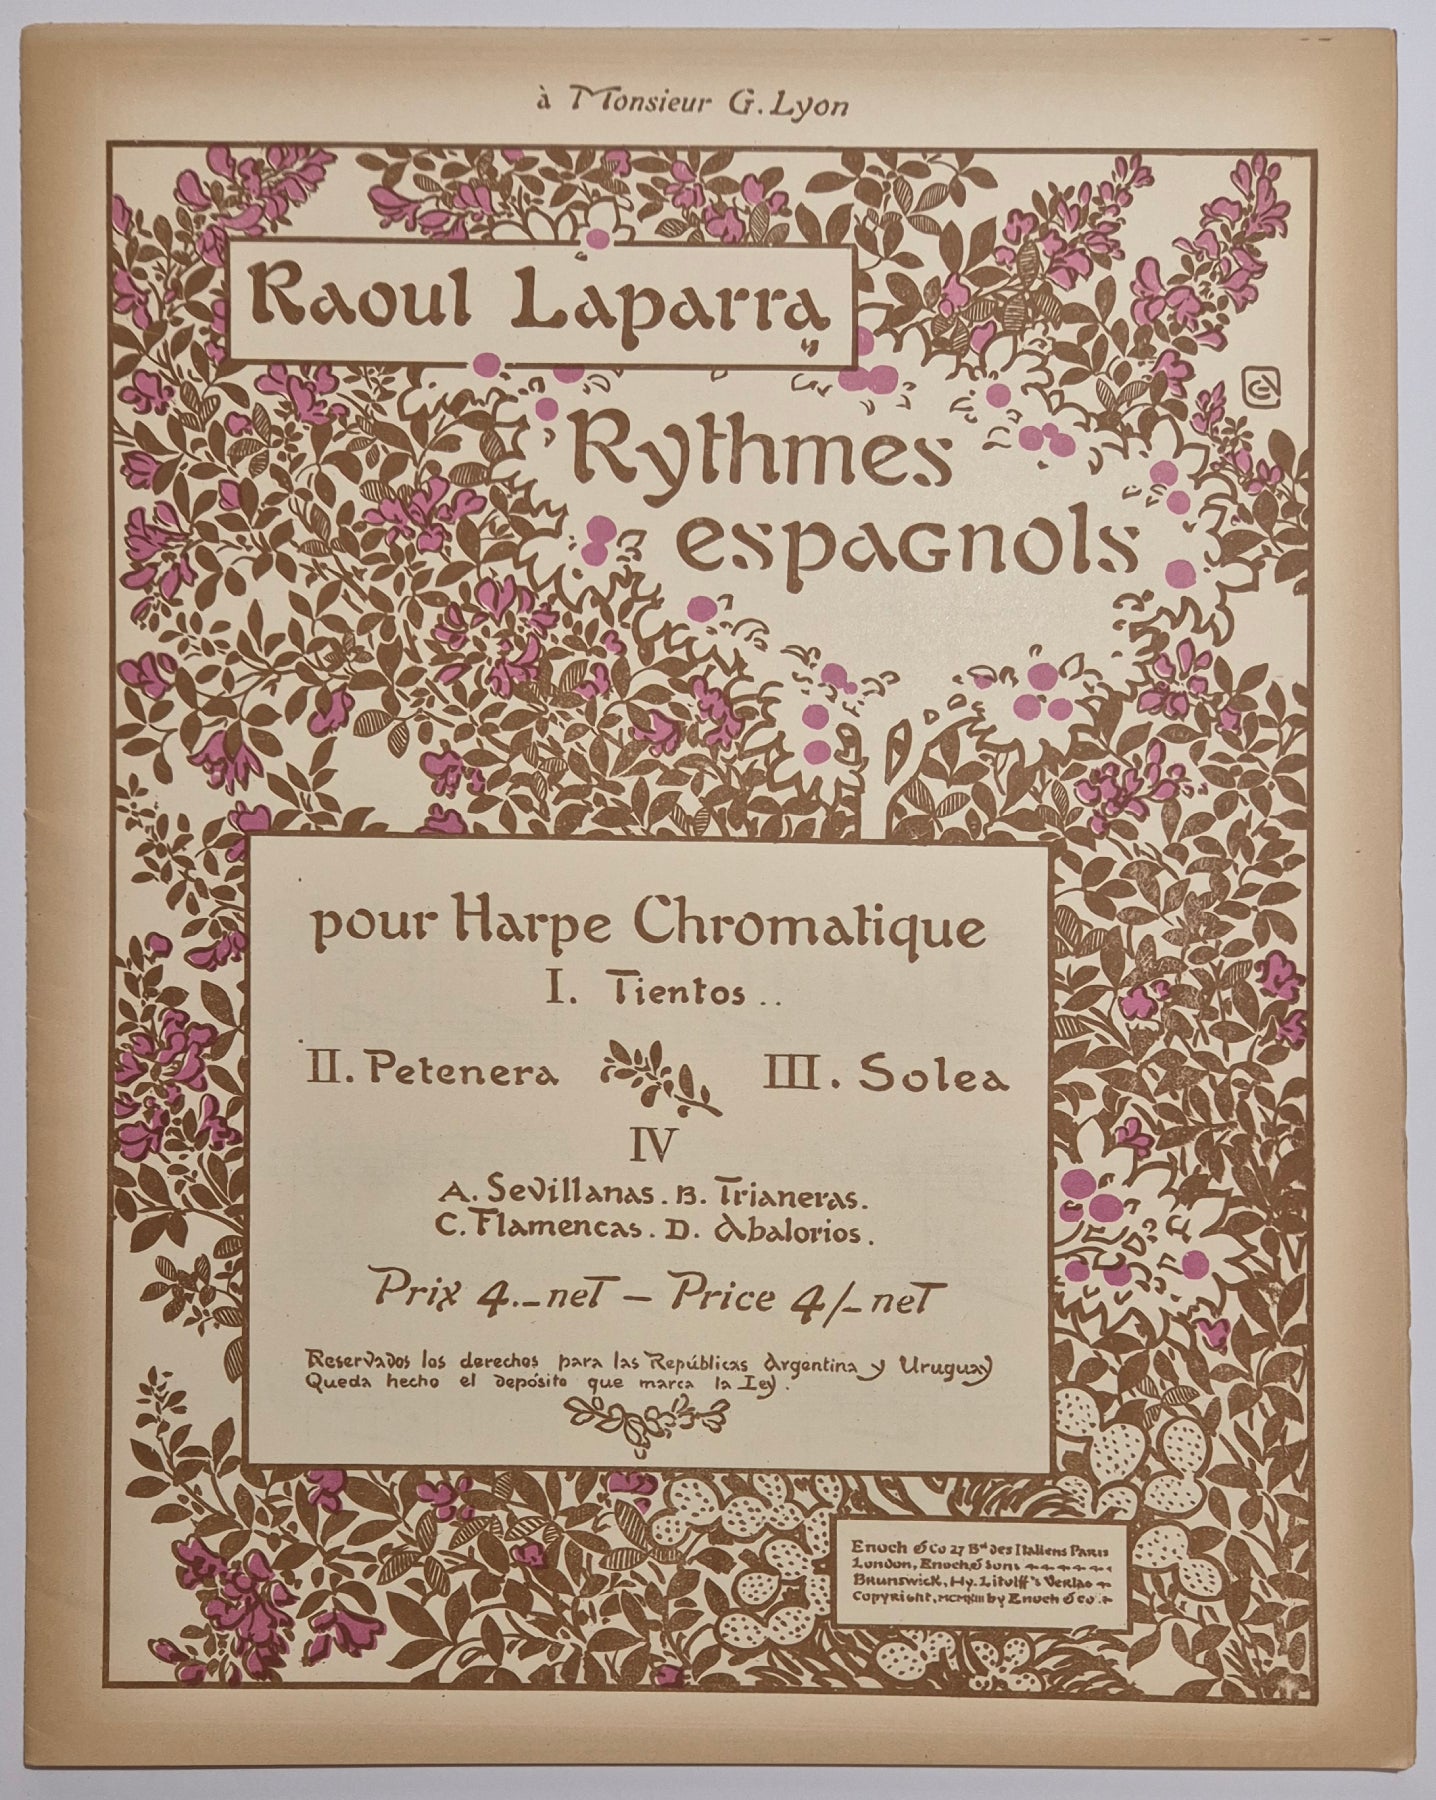 à Monsieur G. Lyon
Raoul Laparra
Rythmes
espagnols
pour Harpe Chromatique
I. Tientos..
II. Petenera
III. Solea
IV
A. Sevillanas. B. Trianeras.
C. Flamencas. D. Abalorios.
Prix 4.- net - Price 4/- net
Reservados los derechos para las Repúblicas Argentina y Uruguay
Queda hecho el depósito que marca la Ley.
Enoch & Co 27 Bd des Italiens Paris
London, Enoch & Sons
Brunswick, Hy. Litolff's Verlag
Copyright, MCMXIII by Enoch & Co.